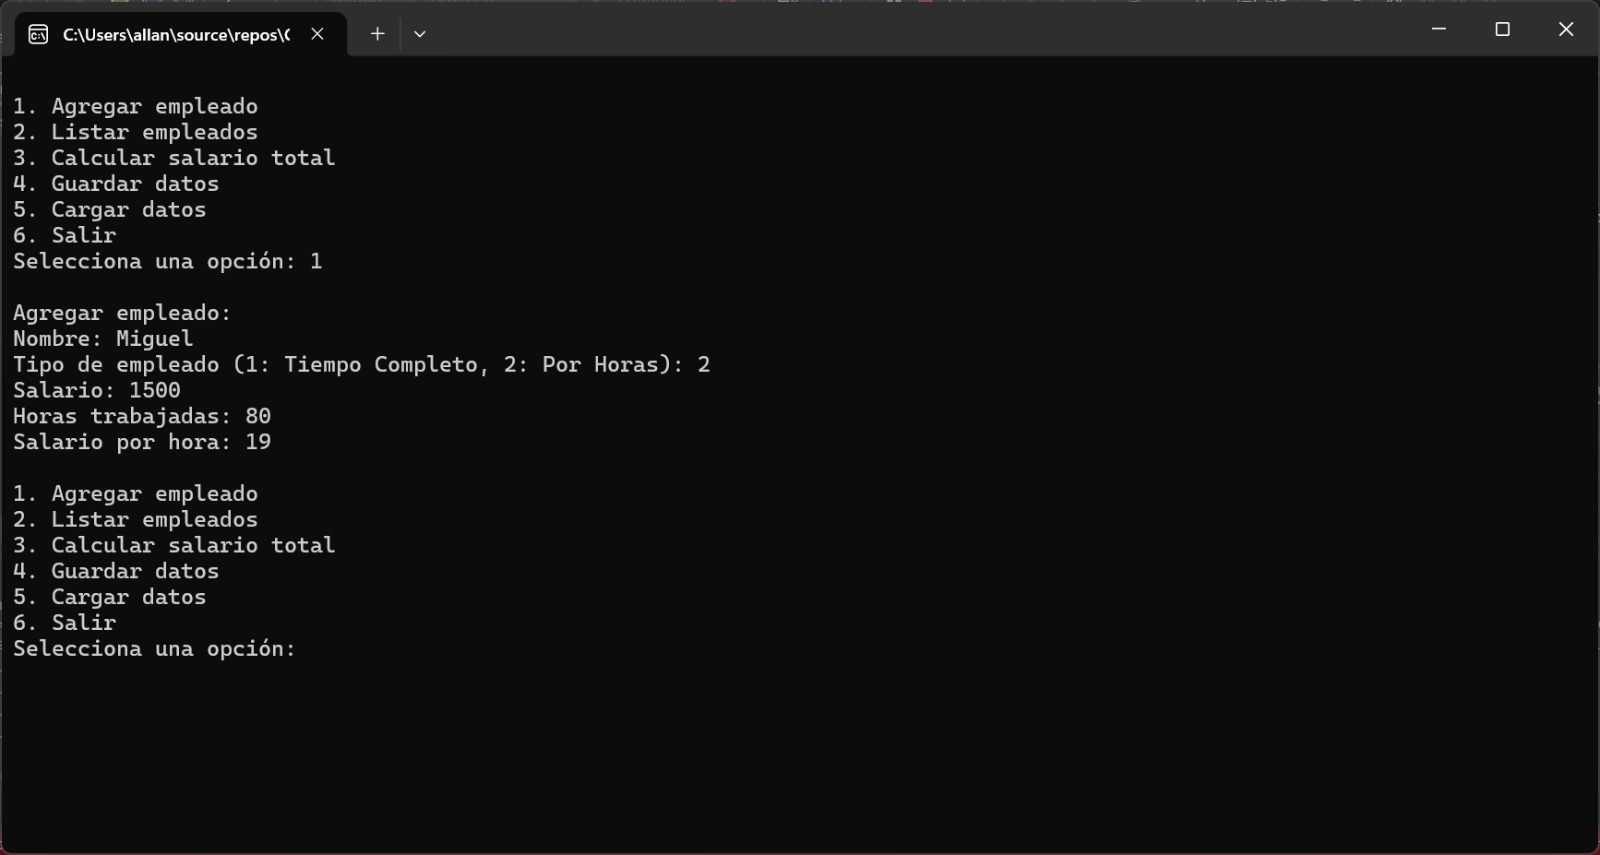 C:\Users\allan\source\repos\C
1. Agregar empleado
2. Listar empleados
3. Calcular salario total
4. Guardar datos
5. Cargar datos
6. Salir
Selecciona una opción: 1
Agregar empleado:
Nombre: Miguel
Tipo de empleado (1: Tiempo Completo, 2: Por Horas): 2
Salario: 1500
Horas trabajadas: 80
Salario por hora: 19
1. Agregar empleado
2. Listar empleados
3. Calcular salario total
4. Guardar datos
5. Cargar datos
6. Salir
Selecciona una opción: